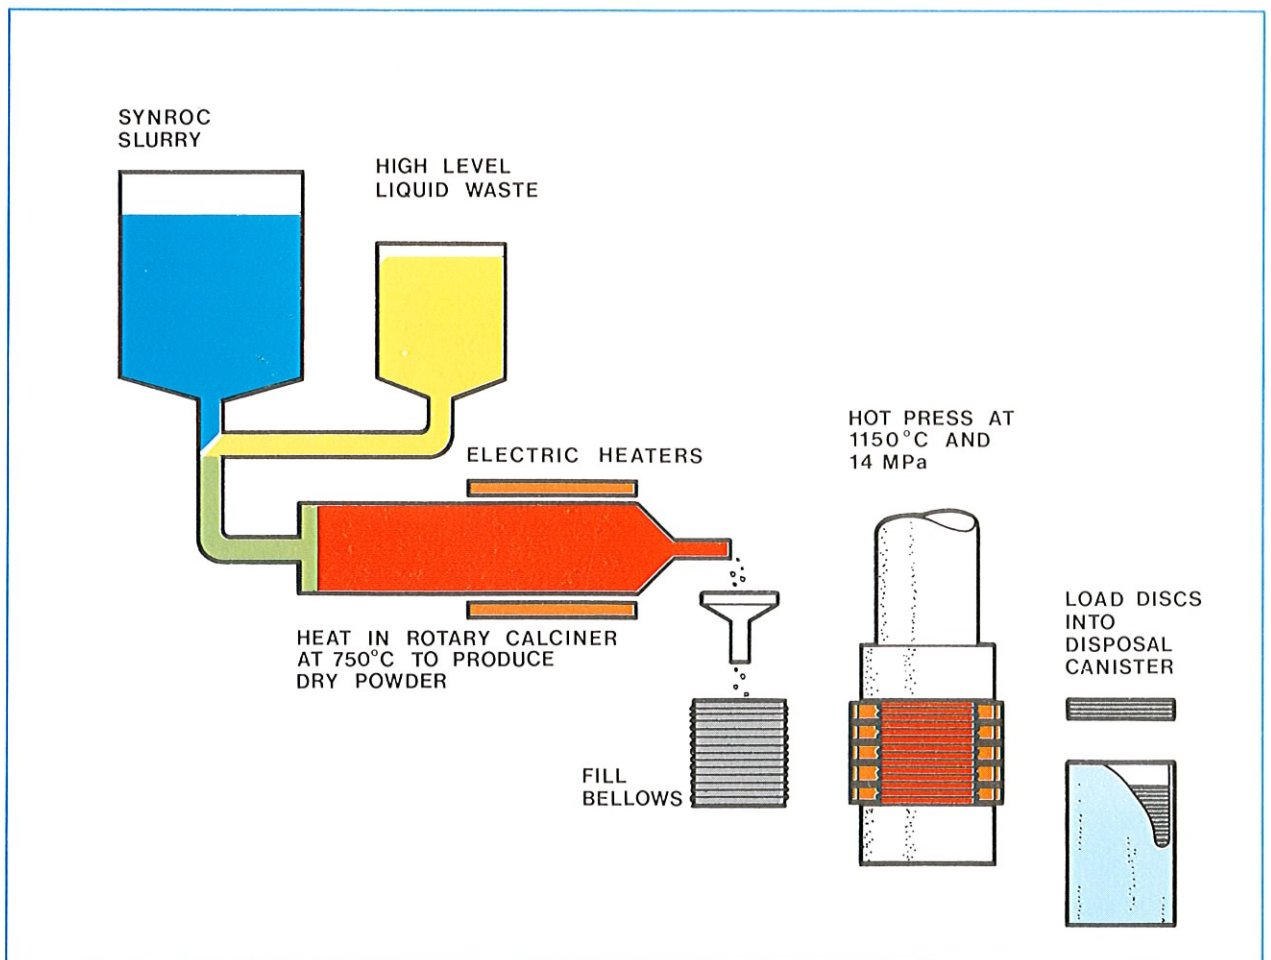 SYNROC
SLURRY
HIGH LEVEL
LIQUID WASTE
ELECTRIC HEATERS
HOT PRESS AT
1150°C AND
14 MPa
HEAT IN ROTARY CALCINER
AT 750°C TO PRODUCE
DRY POWDER
LOAD DISCS
INTO
DISPOSAL
CANISTER
FILL
BELLOWS